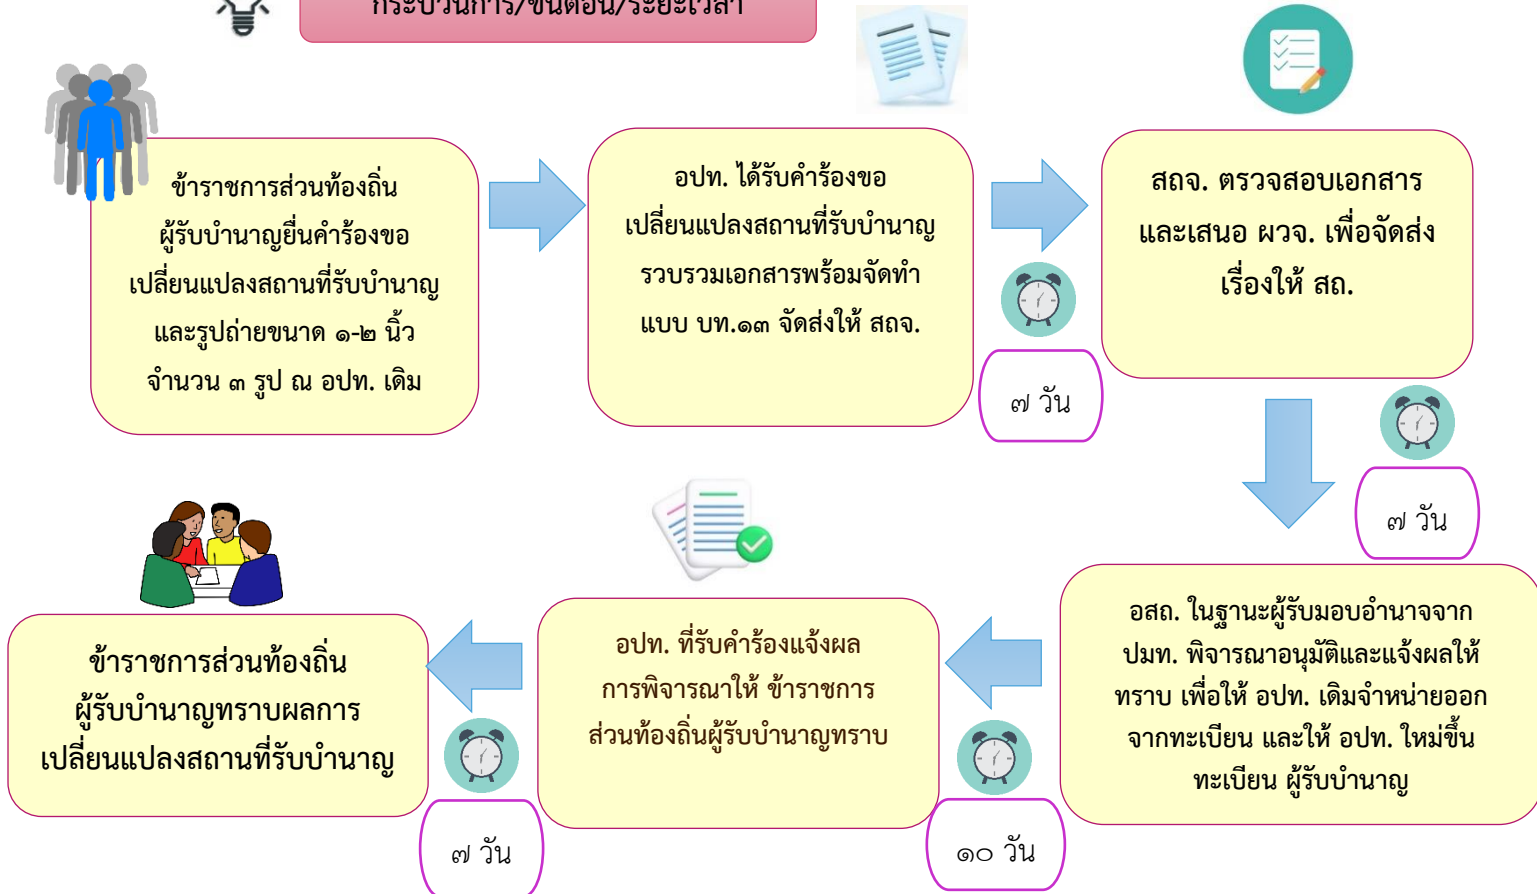 กระบวนการ/ขั้นตอน/ระยะเวลา
ข้าราชการส่วนท้องถิ่น
ผู้รับบำนาญยื่นคำร้องขอ
เปลี่ยนแปลงสถานที่รับบำนาญ
และรูปถ่ายขนาด ๑-๒ นิ้ว
จำนวน ๓ รูป ณ อปท. เดิม
อปท. ได้รับคำร้องขอ
เปลี่ยนแปลงสถานที่รับบำนาญ
รวบรวมเอกสารพร้อมจัดทำ
แบบ บท.๑๓ จัดส่งให้ สถจ.
๗ วัน
สถจ. ตรวจสอบเอกสาร
และเสนอ ผวจ. เพื่อจัดส่ง
เรื่องให้ สถ.
๗ วัน
อสถ. ในฐานะผู้รับมอบอำนาจจาก
ปมท. พิจารณาอนุมัติและแจ้งผลให้
ทราบ เพื่อให้ อปท. เดิมจำหน่ายออก
จากทะเบียน และให้ อปท. ใหม่ขึ้น
ทะเบียน ผู้รับบำนาญ
๑๐ วัน
อปท. ที่รับคำร้องแจ้งผล
การพิจารณาให้ ข้าราชการ
ส่วนท้องถิ่นผู้รับบำนาญทราบ
๗ วัน
ข้าราชการส่วนท้องถิ่น
ผู้รับบำนาญทราบผลการ
เปลี่ยนแปลงสถานที่รับบำนาญ